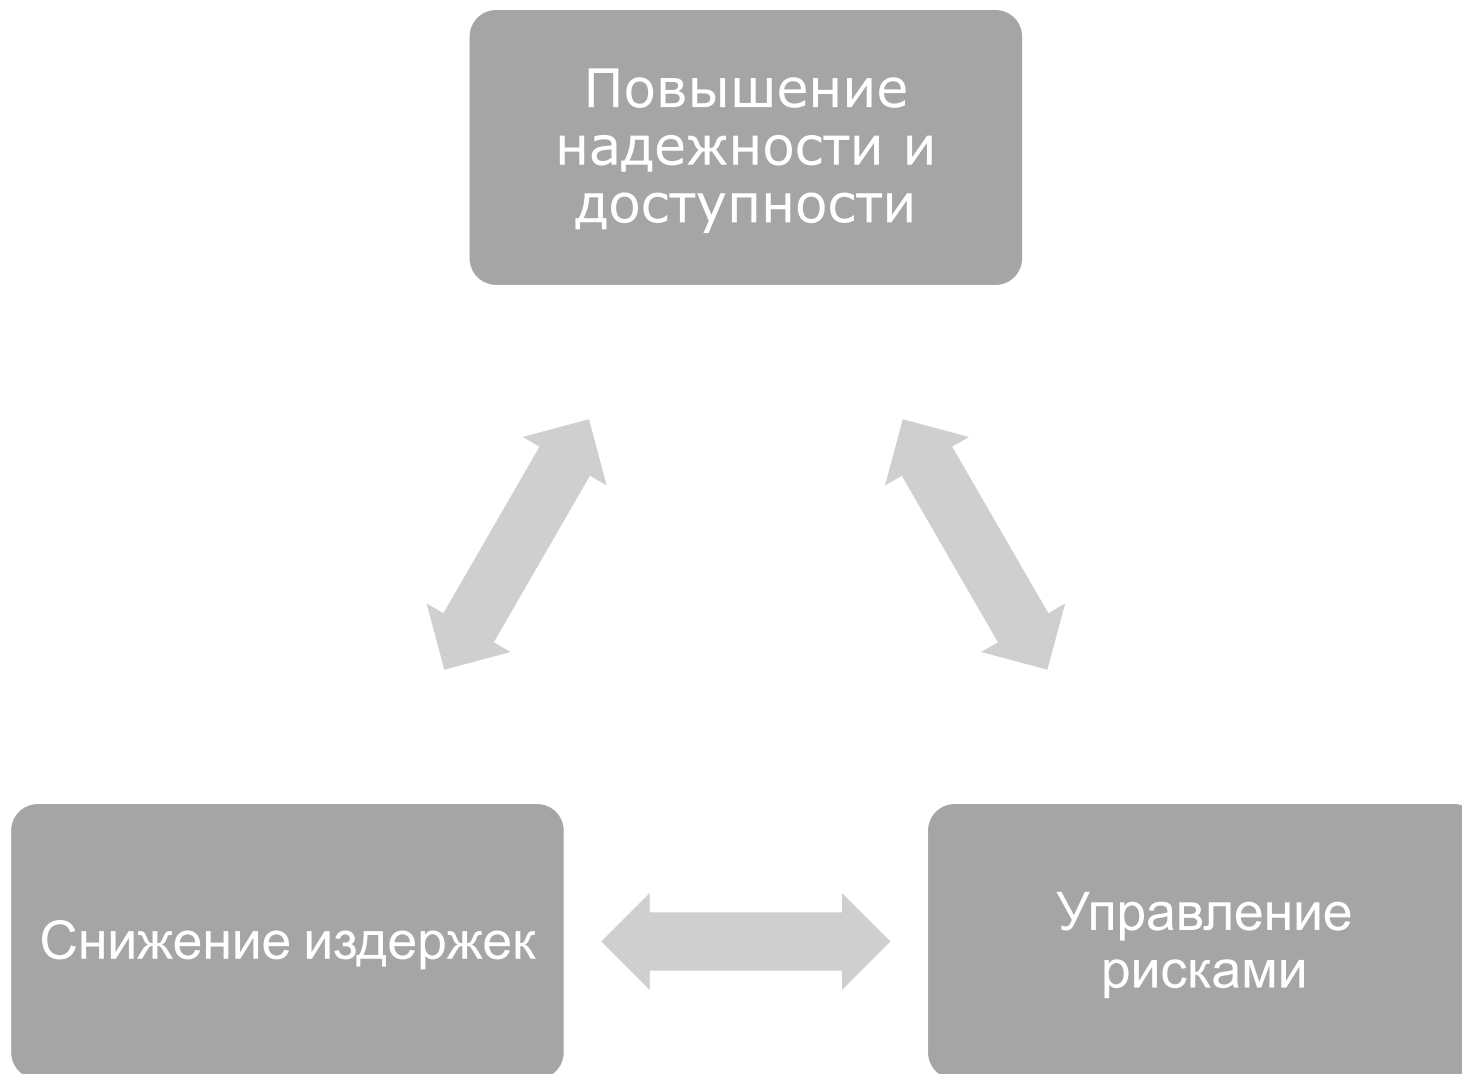 Повышение
надежности и
доступности
Снижение издержек
Управление
рисками